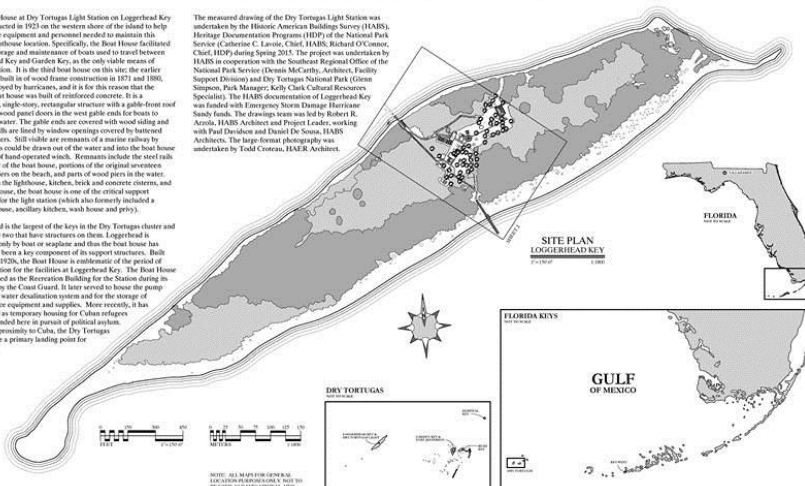 House at Dry Tortugas Light Station on Loggerhead Key
ucted in 1923 on the western shore of the island to help
e equipment and personnel needed to maintain this
nthouse location. Specifically, the Boat House facilitated
orage and maintenance of boats used to travel between
d Key and Garden Key, as the only viable means of
ion. It is the third boat house on this site; the earlier
built in of wood frame construction in 1871 and 1880,
oyed by hurricanes, and it is for this reason that the
at house was built of reinforced concrete. It is a
, single-story, rectangular structure with a gable-front roof
wood panel doors in the west gable ends for boats to
water. The gable ends are covered with wood siding and
lls are lined by window openings covered by battened
ers. Still visible are remnants of a marine railway by
s could be drawn out of the water and into the boat house
of hand-operated winch. Remnants include the steel rails
of the boat house, portions of the original seventeen
iers on the beach, and parts of wood piers in the water.
h the lighthouse, kitchen, brick and concrete cisterns, and
ouse, the boat house is one of the critical support
for the light station (which also formerly included a
use, ancillary kitchen, wash house and privy).
d is the largest of the keys in the Dry Tortugas cluster and
two that have structures on them. Loggerhead is
only by boat or seaplane and thus the boat house has
been a key component of its support structures. Built
1920s, the Boat House is emblematic of the period of
tion for the facilities at Loggerhead Key. The Boat House
ed as the Recreation Building for the Station during its
by the Coast Guard. It later served to house the pump
water desalination system and for the storage of
ce equipment and supplies. More recently, it has
as temporary housing for Cuban refugees
nded here in pursuit of political asylum.
proximity to Cuba, the Dry Tortugas
e a primary landing point for
The measured drawing of the Dry Tortugas Light Station was
undertaken by the Historic American Buildings Survey (HABS),
Heritage Documentation Programs (HDP) of the National Park
Service (Catherine C. Lavoie, Chief, HABS; Richard O'Connor,
Chief, HDP) during Spring 2015. The project was undertaken by
HABS in cooperation with the Southeast Regional Office of the
National Park Service (Dennis McCarthy, Architect, Facility
Support Division) and Dry Tortugas National Park (Glenn
Simpson, Park Manager; Kelly Clark Cultural Resources
Specialist). The HABS documentation of Loggerhead Key
was funded with Emergency Storm Damage Hurricane
Sandy funds. The drawings team was led by Robert R.
Arzola, HABS Architect and Project Leader, working
with Paul Davidson and Daniel De Sousa, HABS
Architects. The large-format photography was
undertaken by Todd Croteau, HAER Architect.
SHEET 2
SITE PLAN
LOGGERHEAD KEY
FLORIDA
NOT TO SCALE
FLORIDA KEYS
NOT TO SCALE
GULF
OF MEXICO
KEY WEST
DRY TORTUGAS
DRY TORTUGAS
NOT TO SCALE
FEET
METERS
NOTE: ALL MAPS FOR GENERAL
LOCATION PURPOSES ONLY. NOT TO